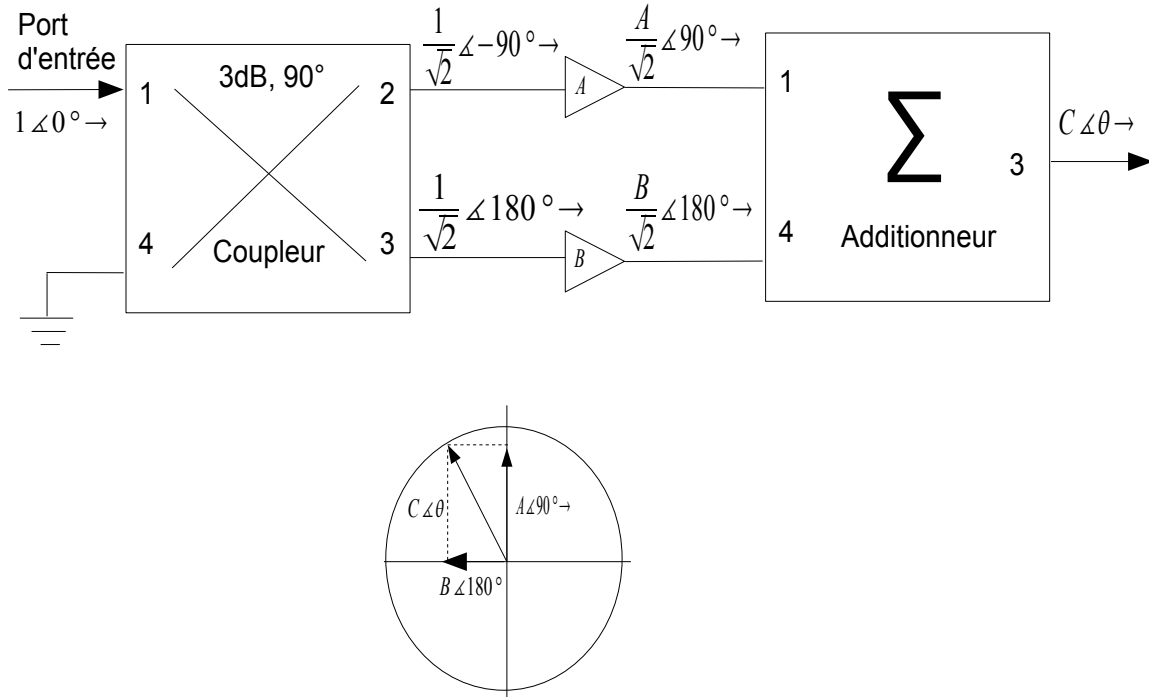 Port
d'entrée
1∡0°→
1
4
3dB, 90°
Coupleur
2
3
1/√2 ∡−90°→
A
A/√2 ∡90°→
1/√2 ∡180°→
B
B/√2 ∡180°→
1
4
∑
Additionneur
3
C∡θ→
C∡θ
A∡90°→
B∡180°